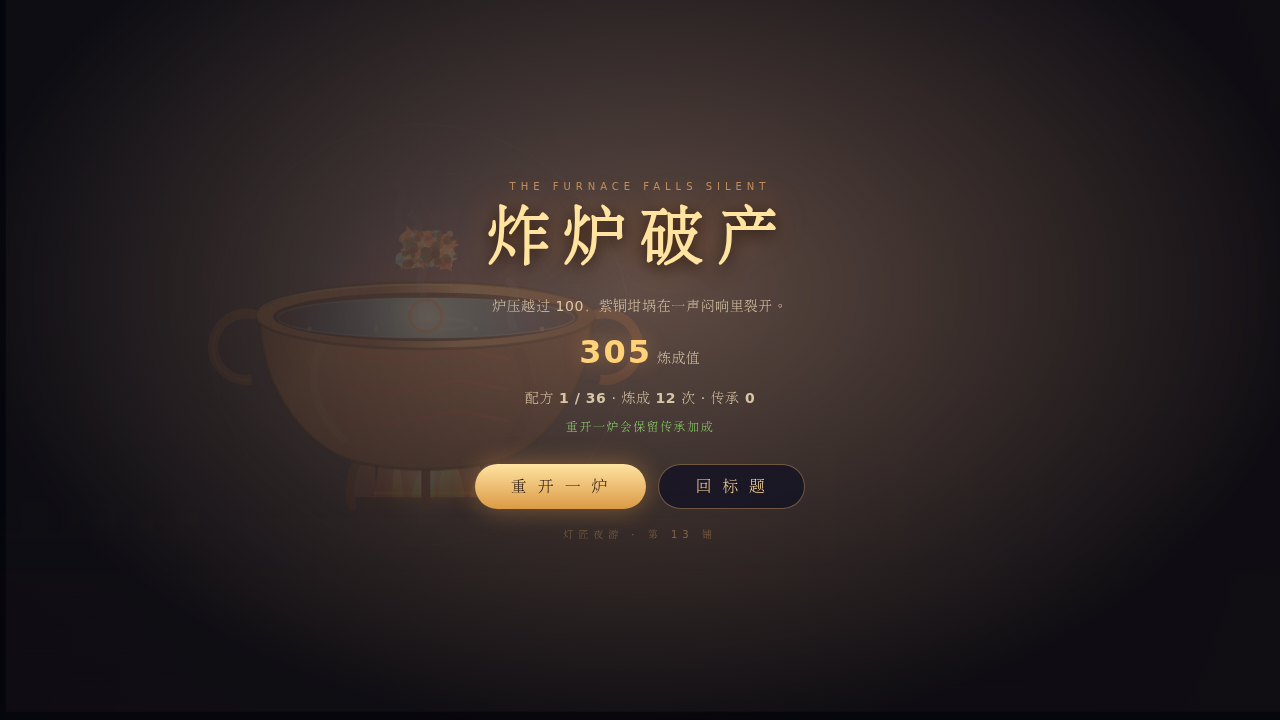 THE FURNACE FALLS SILENT
炸炉破产
炉压越过 100，紫铜坩埚在一声闷响里裂开。
305 炼成值
配方 1 / 36 · 炼成 12 次 · 传承 0
重开一炉会保留传承加成
重开一炉 回标题
灯匠夜游 · 第 13 铺